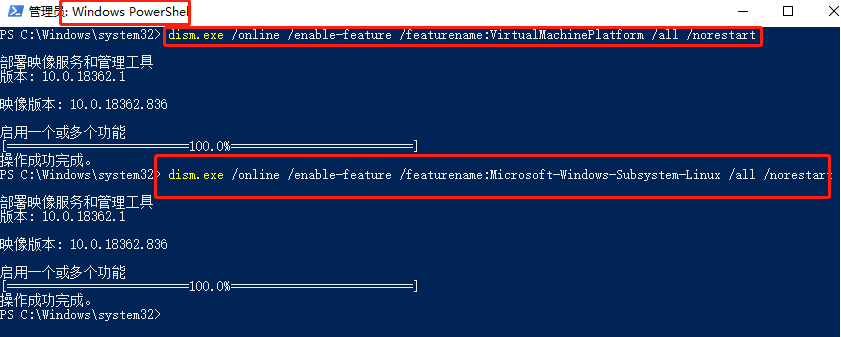 管理员: Windows PowerShell
PS C:\Windows\system32> dism.exe /online /enable-feature /featurename:VirtualMachinePlatform /all /norestart
部署映像服务和管理工具
版本: 10.0.18362.1
映像版本: 10.0.18362.836
启用一个或多个功能
[==========================100.0%==========================]
操作成功完成。
PS C:\Windows\system32> dism.exe /online /enable-feature /featurename:Microsoft-Windows-Subsystem-Linux /all /norestart
部署映像服务和管理工具
版本: 10.0.18362.1
映像版本: 10.0.18362.836
启用一个或多个功能
[==========================100.0%==========================]
操作成功完成。
PS C:\Windows\system32>